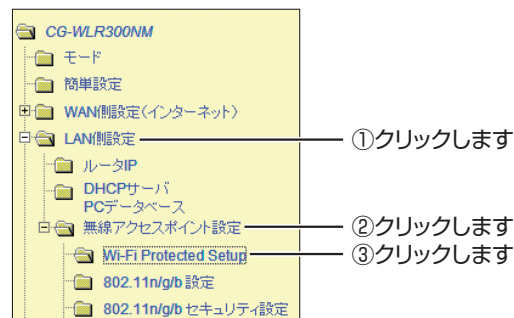 CG-WLR300NM
モード
簡単設定
WAN側設定(インターネット)
LAN側設定 ①クリックします
ルータIP
DHCPサーバ
PCデータベース
無線アクセスポイント設定 ②クリックします
Wi-Fi Protected Setup ③クリックします
802.11n/g/b 設定
802.11n/g/b セキュリティ設定